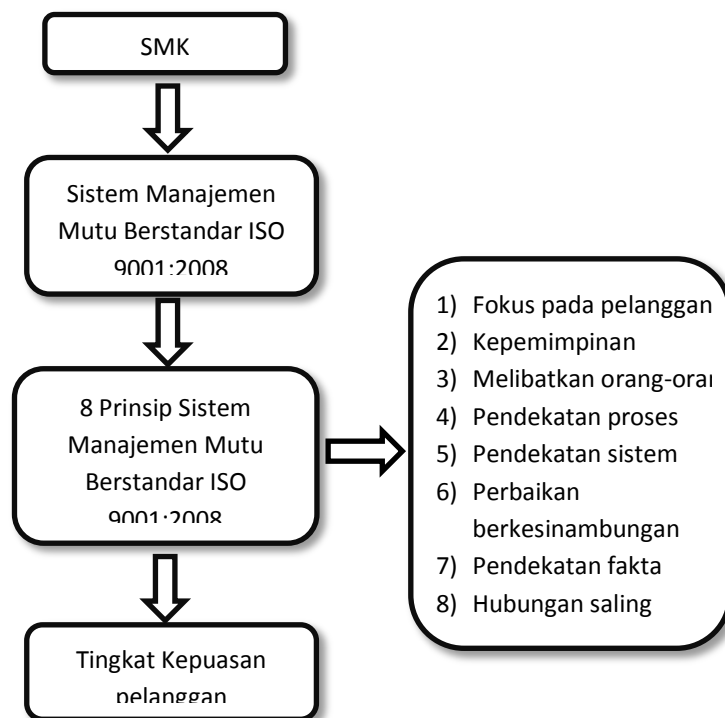 SMK
Sistem Manajemen
Mutu Berstandar ISO
9001:2008
8 Prinsip Sistem
Manajemen Mutu
Berstandar ISO
9001:2008
Tingkat Kepuasan
pelanggan
1) Fokus pada pelanggan
2) Kepemimpinan
3) Melibatkan
4) Pendekatan proses
5) Pendekatan sistem
6) Perbaikan
berkesinambungan
7) Pendekatan fakta
8) Hubungan saling